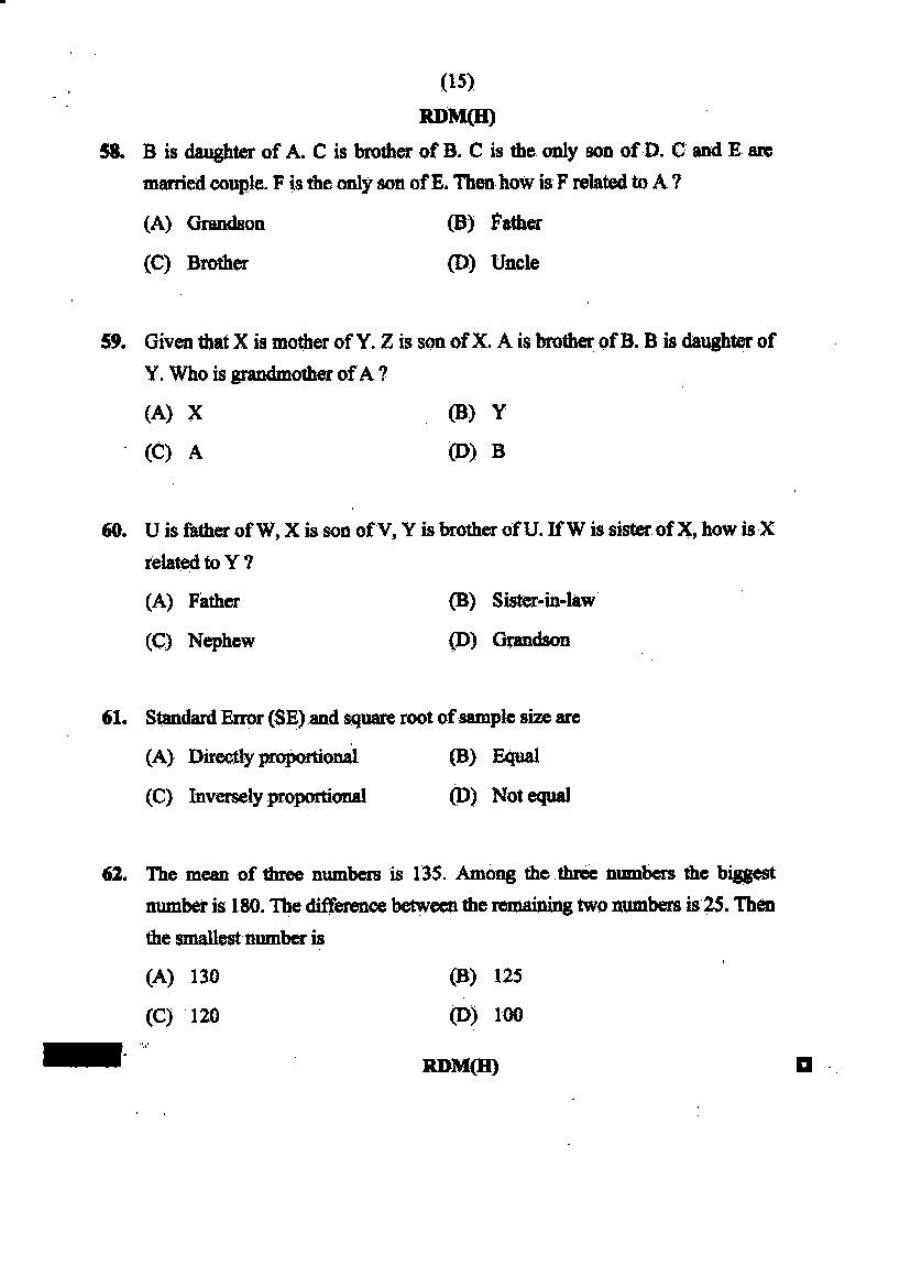 (15)
RDM(H)
58. B is daughter of A. C is brother of B. C is the only son of D. C and E are
married couple. F is the only son of E. Then how is F related to A ?
(A) Grandson (B) Father
(C) Brother (D) Uncle
59. Given that X is mother of Y. Z is son of X. A is brother of B. B is daughter of
Y. Who is grandmother of A ?
(A) X (B) Y
(C) A (D) B
60. U is father of W, X is son of V, Y is brother of U. If W is sister of X, how is X
related to Y ?
(A) Father (B) Sister-in-law
(C) Nephew (D) Grandson
61. Standard Error (SE) and square root of sample size are
(A) Directly proportional (B) Equal
(C) Inversely proportional (D) Not equal
62. The mean of three numbers is 135. Among the three numbers the biggest
number is 180. The difference between the remaining two numbers is 25. Then
the smallest number is
(A) 130 (B) 125
(C) 120 (D) 100
RDM(H)